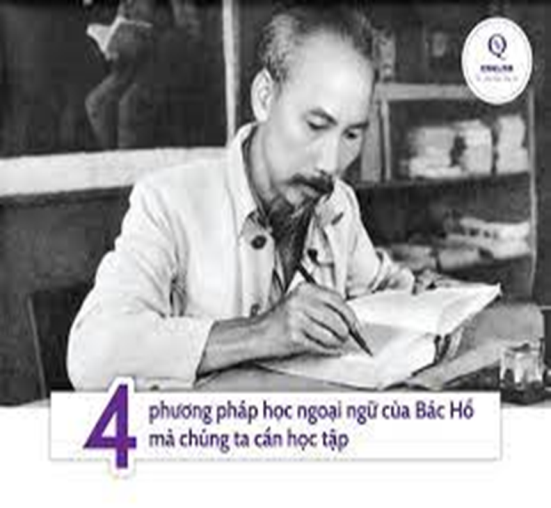 4 phương pháp học ngoại ngữ của Bác Hồ
mà chúng ta cần học tập